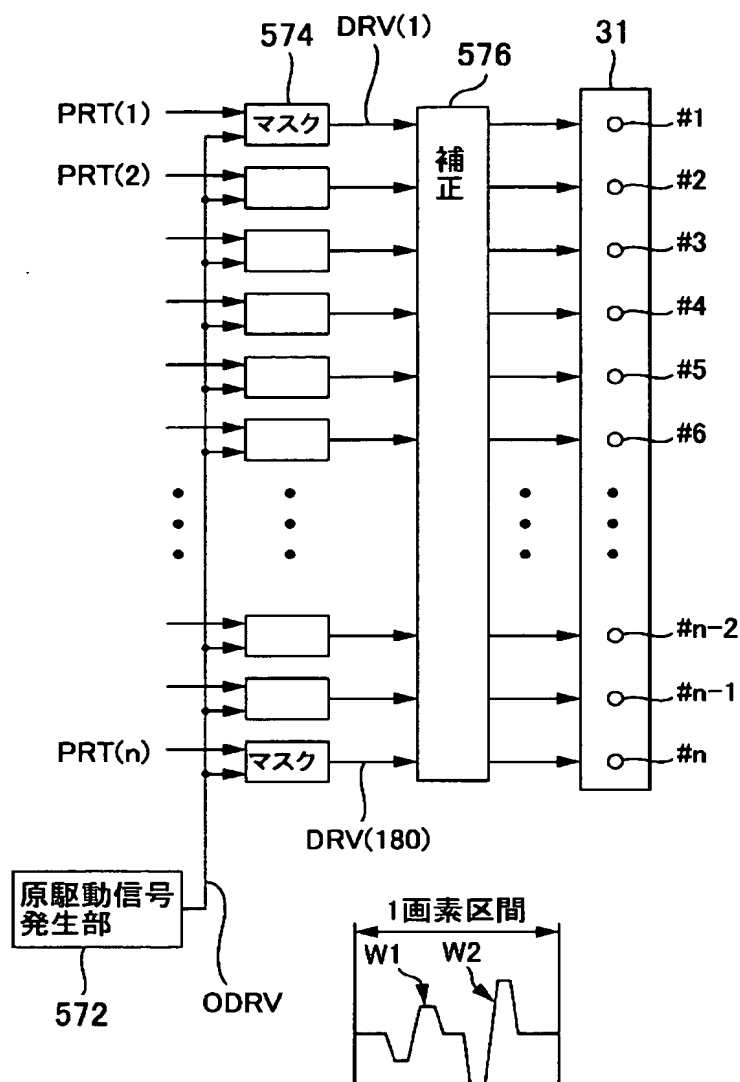 574
DRV(1)
576
31
PRT(1)
マスク
補正
#1
PRT(2)
#2
#3
#4
#5
#6
#n-2
#n-1
PRT(n)
マスク
#n
DRV(180)
原駆動信号
発生部
572
ODRV
1画素区間
W1
W2